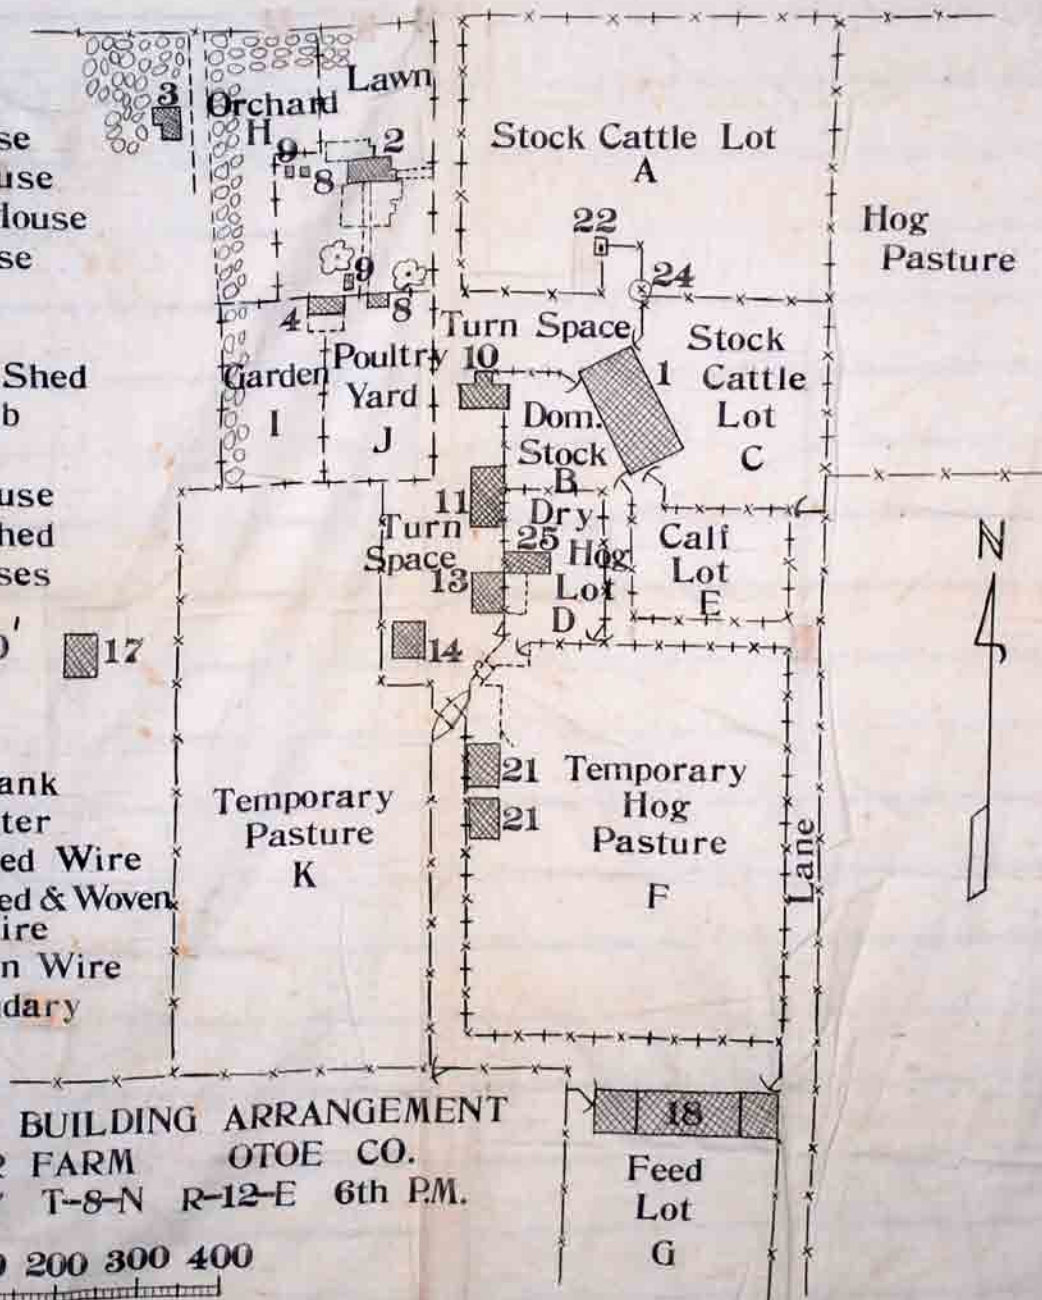 se
use
House
se
Shed
b
use
hed
ses
'
17
ank
ter
ed Wire
ed & Woven
ire
n Wire
dary
3
Orchard
H
Lawn
9
8
2
9
4
8
Garden
I
Poultry
Yard
J
Stock Cattle Lot
A
22
24
Hog
Pasture
Turn Space
10
1
Stock
Cattle
Lot
C
Dom.
Stock
B
11
Turn
Space
Dry
25 Hog
Lot
D
13
14
Calf
Lot
E
N
Temporary
Pasture
K
21
21
Temporary
Hog
Pasture
F
Lane
18
Feed
Lot
G
BUILDING ARRANGEMENT
FARM OTOE CO.
T-8-N R-12-E 6th P.M.
200 300 400